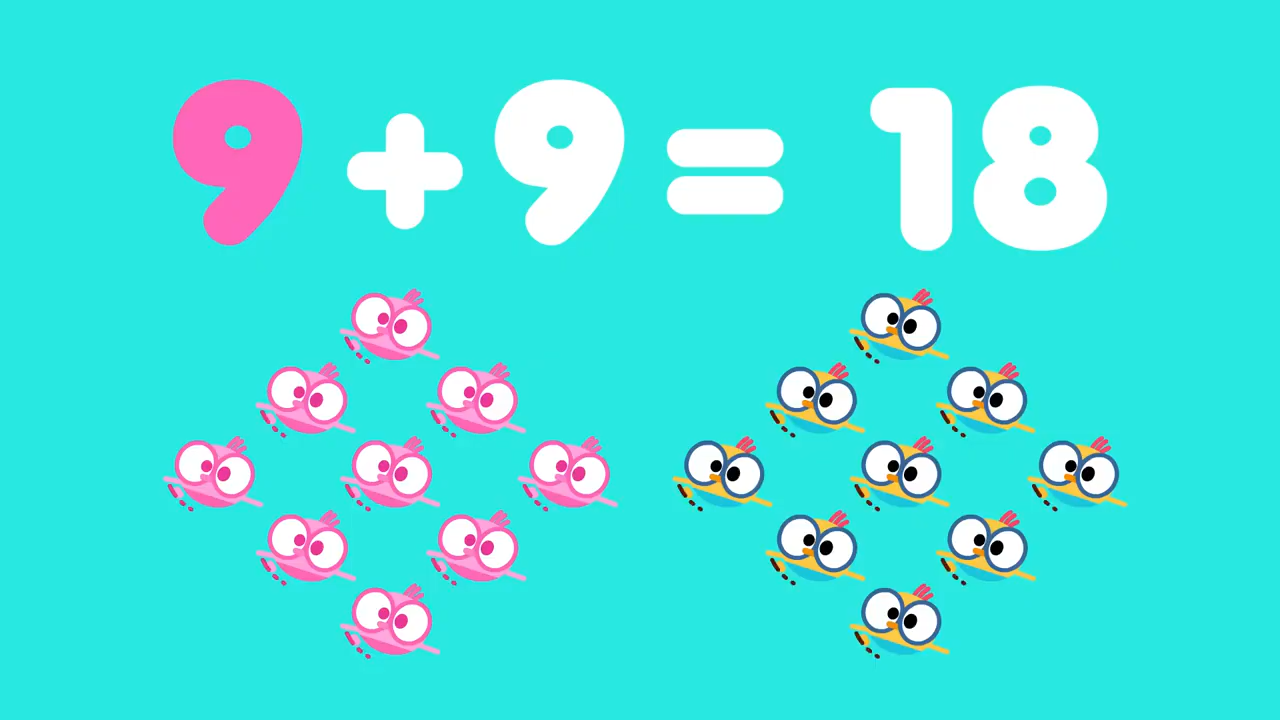 9 + 9 = 18